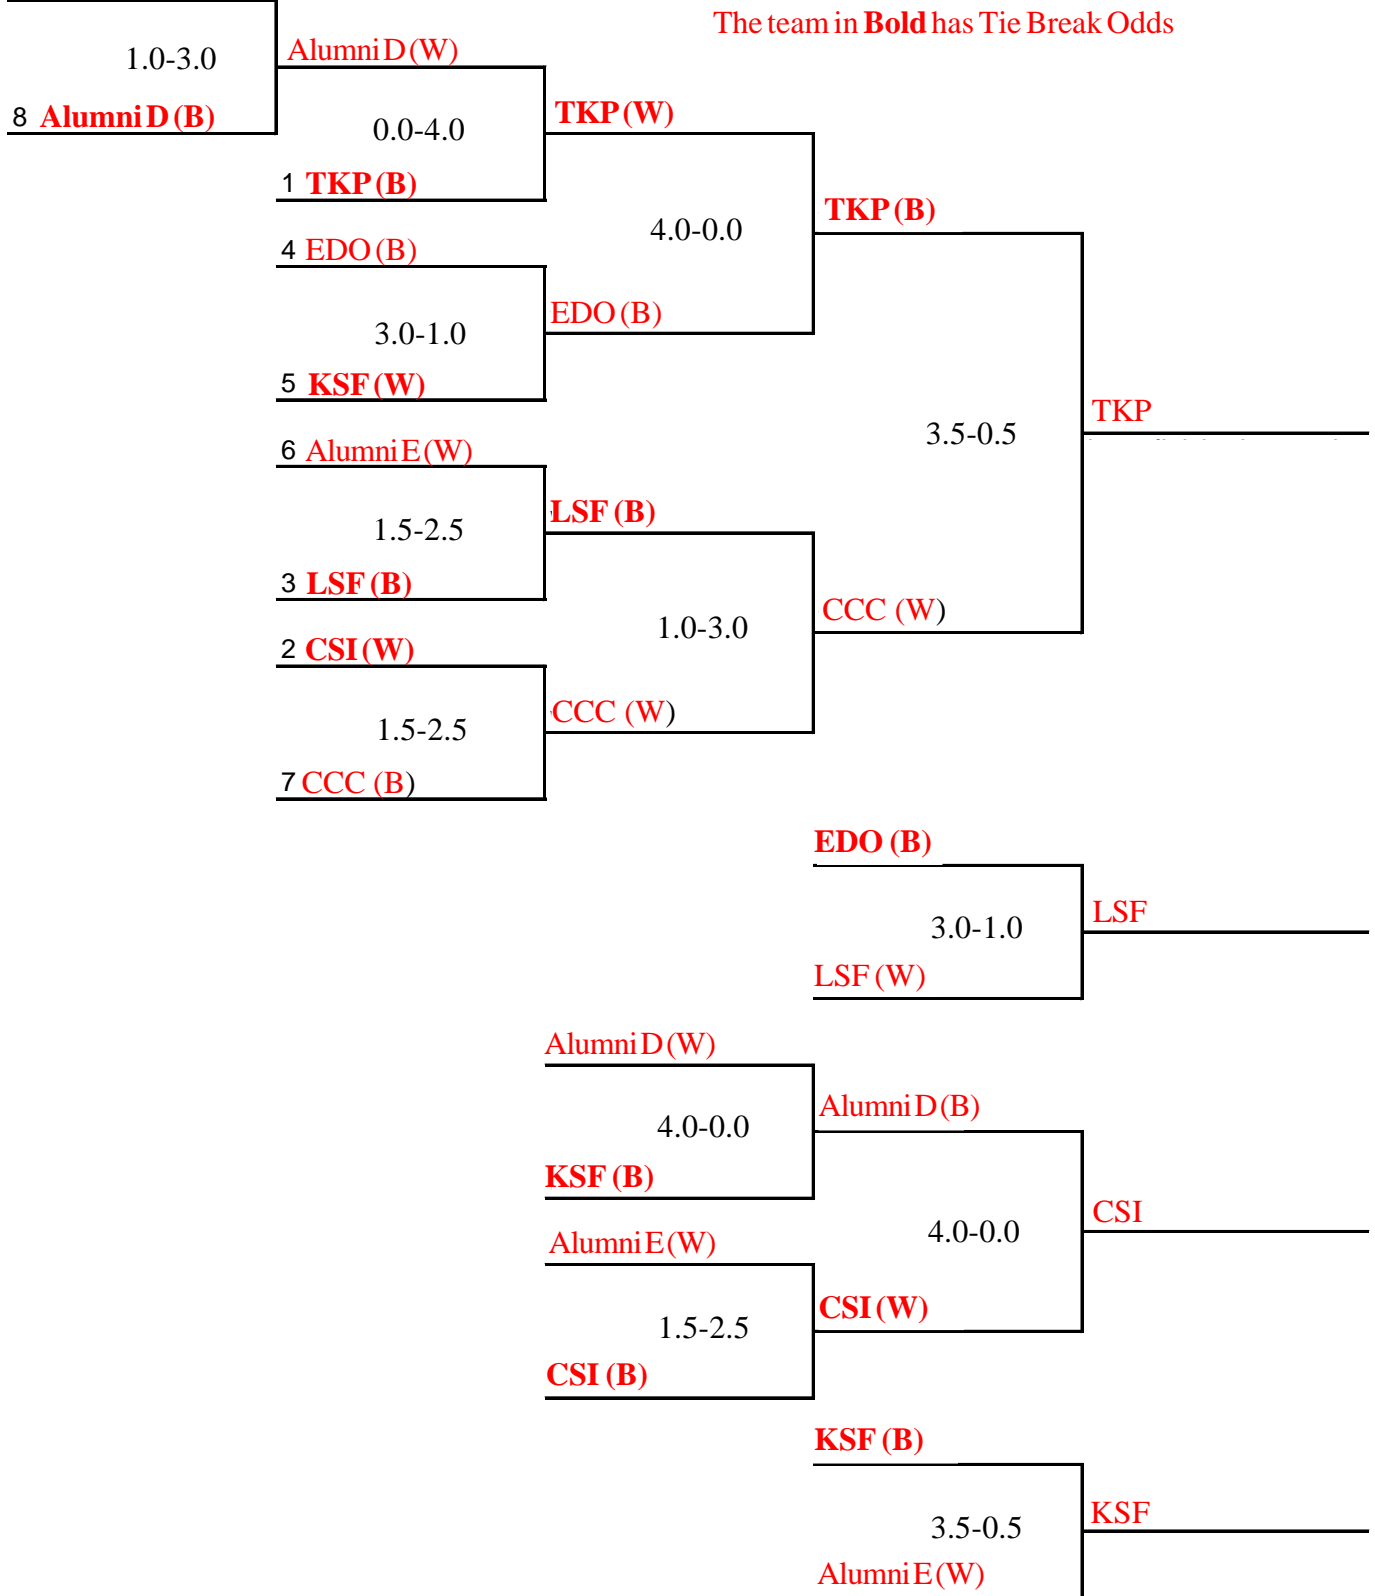 The team in Bold has Tie Break Odds
1.0-3.0
Alumni D (W)
8 Alumni D (B)
0.0-4.0
TKP (W)
1 TKP (B)
4.0-0.0
TKP (B)
4 EDO (B)
3.0-1.0
EDO (B)
5 KSF (W)
3.5-0.5
TKP
6 Alumni E (W)
1.5-2.5
LSF (B)
3 LSF (B)
1.0-3.0
CCC (W)
2 CSI (W)
1.5-2.5
CCC (W)
7 CCC (B)
EDO (B)
3.0-1.0
LSF
LSF (W)
Alumni D (W)
4.0-0.0
Alumni D (B)
KSF (B)
4.0-0.0
CSI
Alumni E (W)
1.5-2.5
CSI (W)
CSI (B)
KSF (B)
3.5-0.5
KSF
Alumni E (W)